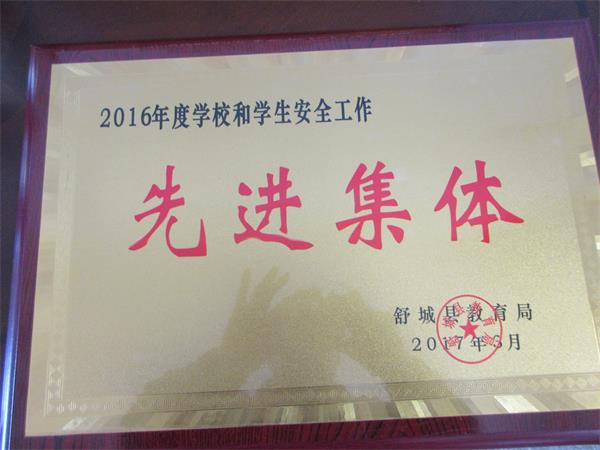 2016年度学校和学生安全工作
先进集体
舒城县教育局
2017年3月